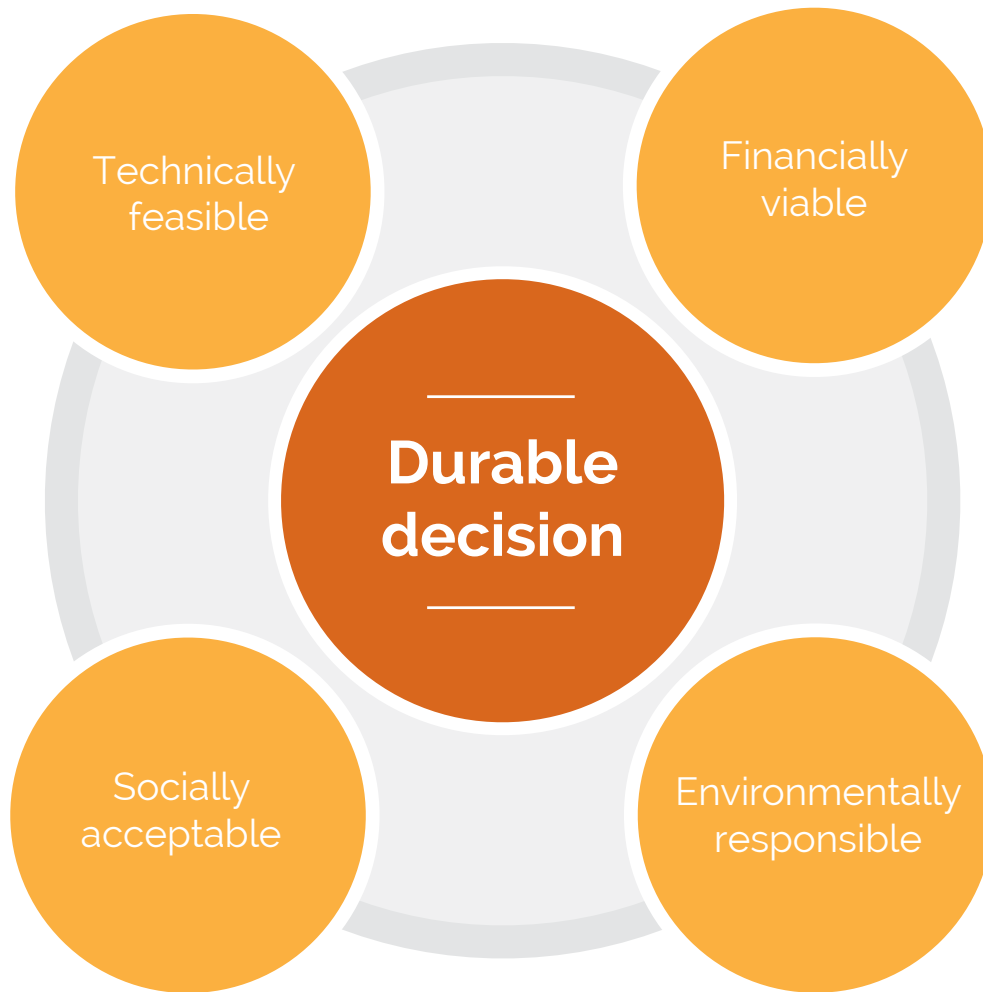 Technically
feasible
Financially
viable
Durable
decision
Socially
acceptable
Environmentally
responsible